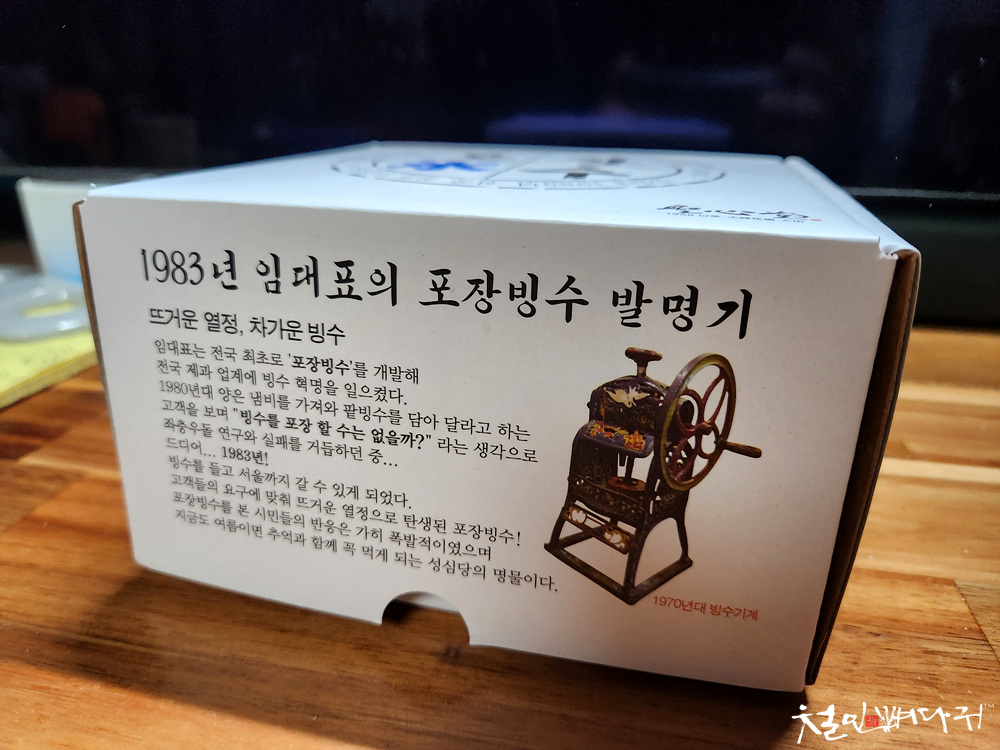 聖心堂
1983년 임대표의 포장빙수 발명기
뜨거운 열정, 차가운 빙수
임대표는 전국 최초로 '포장빙수'를 개발해
전국 제과 업계에 빙수 혁명을 일으켰다.
1980년대 양은 냄비를 가져와 팥빙수를 담아 달라고 하는
고객을 보며 "빙수를 포장 할 수는 없을까?" 라는 생각으로
좌충우돌 연구와 실패를 거듭하던 중...
드디어... 1983년!
빙수를 들고 서울까지 갈 수 있게 되었다.
고객들의 요구에 맞춰 뜨거운 열정으로 탄생된 포장빙수!
포장빙수를 본 시민들의 반응은 가히 폭발적이였으며
지금도 여름이면 추억과 함께 꼭 먹게 되는 성심당의 명물이다.
1970년대 빙수기계
철민뼈다귀